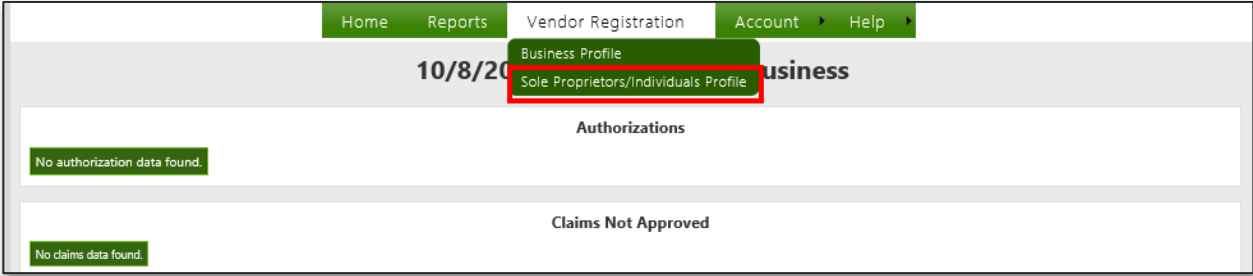 Home Reports Vendor Registration Account Help
Business Profile
Sole Proprietors/Individuals Profile
10/8/20
Authorizations
No authorization data found.
Claims Not Approved
No claims data found.